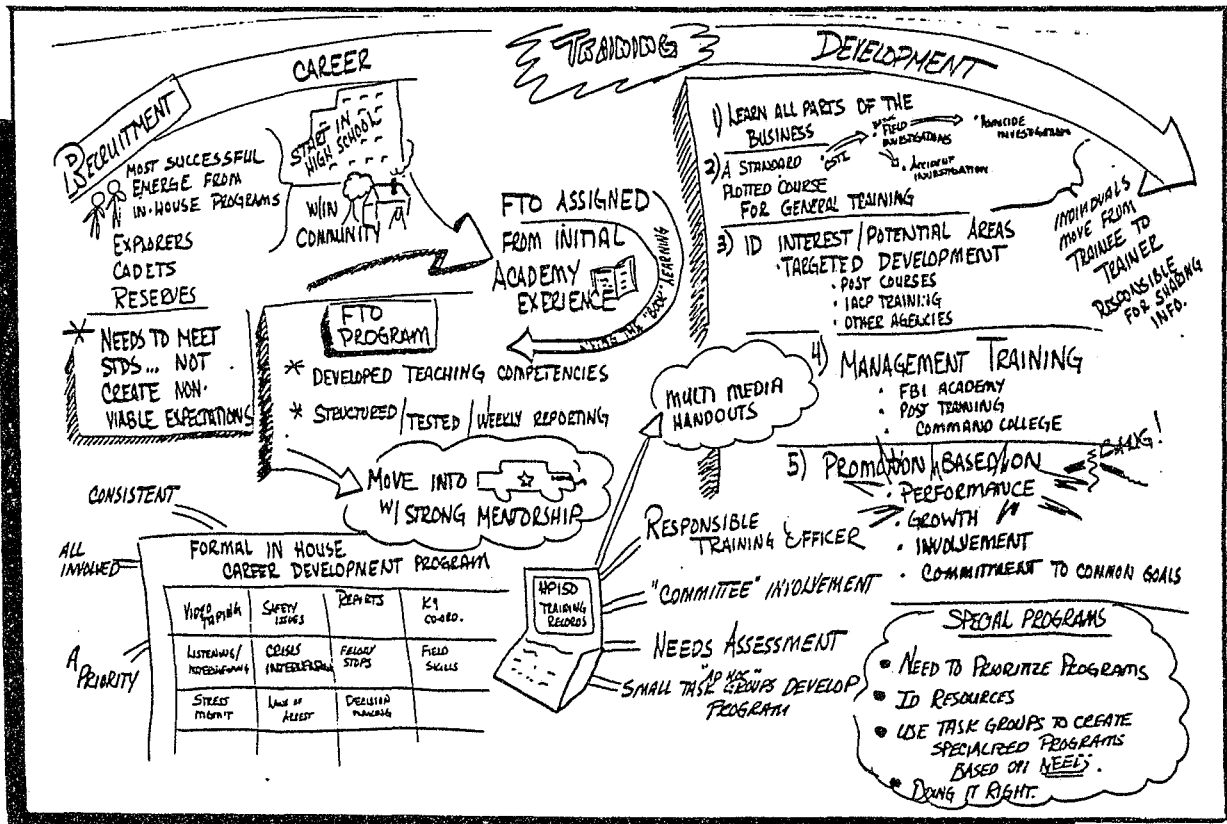 CAREER
TRAINING
DEVELOPMENT
RECRUITMENT
MOST SUCCESSFUL
EMERGE FROM
IN-HOUSE PROGRAMS
EXPLORERS
CADETS
RESERVES
* NEEDS TO MEET
STDS... NOT
CREATE NON-
VIABLE EXPECTATIONS
START IN
HIGH SCHOOL
W/IN
COMMUNITY
FTO ASSIGNED
FROM INITIAL
ACADEMY
EXERIENCE
USING THE "BOOK" LEARNING
FTO
PROGRAM
* DEVELOPED TEACHING COMPETENCIES
* STRUCTURED/TESTED/WEEKLY REPORTING
MOVE INTO
W/ STRONG MENTORSHIP
CONSISTENT
ALL
INVOLVED
A
PRIORITY
FORMAL IN HOUSE
CAREER DEVELOPMENT PROGRAM
VIDEO TAPING
SAFETY ISSUES
REPORTS
K9
LISTENING/
CRISIS
FELONY STOPS
FIELD SKILLS
STRESS MGMT
LAWS OF ARREST
DECISION MAKING
TRAINING
RECORDS
MULTI MEDIA
HANDOUTS
RESPONSIBLE
TRAINING OFFICER
"COMMITTEE" INVOLVEMENT
NEEDS ASSESSMENT
"AD HOC"
SMALL TASK GROUPS DEVELOP
PROGRAM
1) LEARN ALL PARTS OF THE
BUSINESS
2) A STANDARD
PLOTTED COURSE
FOR GENERAL TRAINING
FIELD
INVESTIGATIONS
• HOMICIDE
INVESTIGATION
• ACCIDENT
INVESTIGATION
3) ID INTEREST/POTENTIAL AREAS
• TARGETED DEVELOPMENT
• POST COURSES
• IACP TRAINING
• OTHER AGENCIES
4) MANAGEMENT TRAINING
• FBI ACADEMY
• POST TRAINING
COMMAND COLLEGE
5) PROMOTION BASED ON
BANG!
• PERFORMANCE
• GROWTH
• INVOLVEMENT
• COMMITMENT TO COMMON GOALS
INDIVIDUALS
MOVE FROM
TRAINEE TO
TRAINER
RESPONSIBLE
FOR SHARING
INFO.
SPECIAL PROGRAMS
• NEED TO PRIORITIZE PROGRAMS
• ID RESOURCES
• USE TASK GROUPS TO CREATE
SPECIALIZED PROGRAMS
BASED ON NEED.
• DOING IT RIGHT.